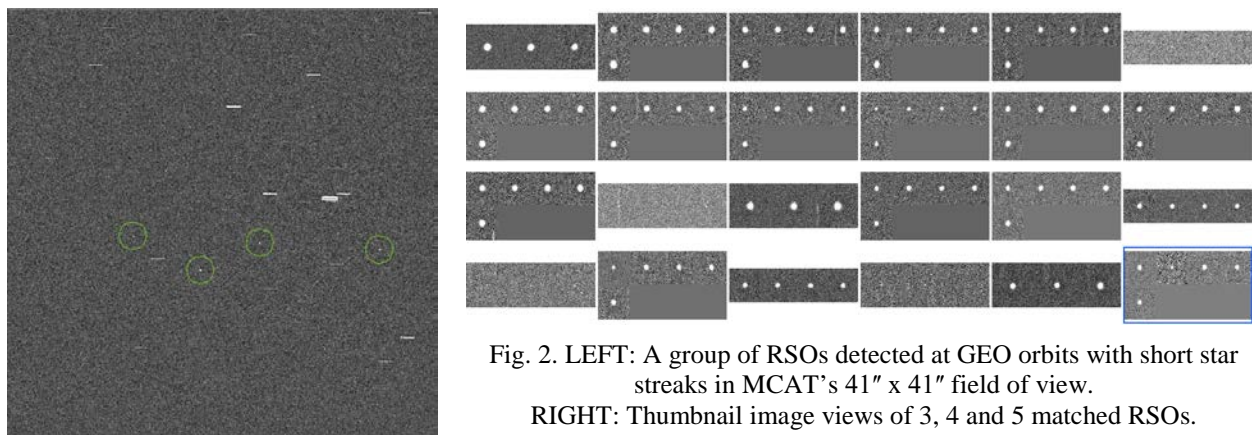 Fig. 2. LEFT: A group of RSOs detected at GEO orbits with short star
streaks in MCAT's 41″ x 41″ field of view.
RIGHT: Thumbnail image views of 3, 4 and 5 matched RSOs.